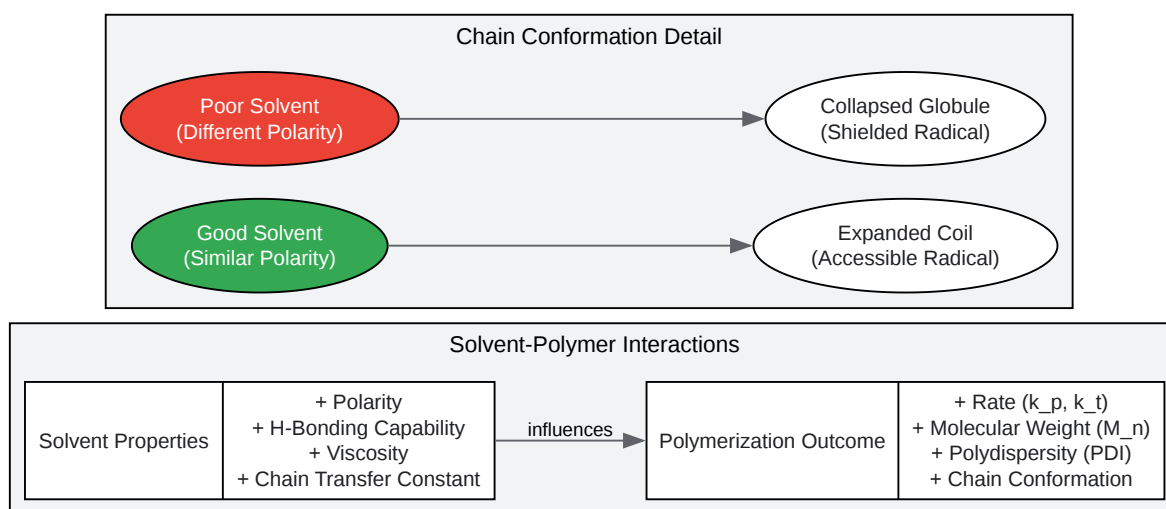 Chain Conformation Detail
Poor Solvent
(Different Polarity)
Collapsed Globule
(Shielded Radical)
Good Solvent
(Similar Polarity)
Expanded Coil
(Accessible Radical)
Solvent-Polymer Interactions
Solvent Properties
+ Polarity
+ H-Bonding Capability
+ Viscosity
+ Chain Transfer Constant
influences
Polymerization Outcome
+ Rate (k_p, k_t)
+ Molecular Weight (M_n)
+ Polydispersity (PDI)
+ Chain Conformation